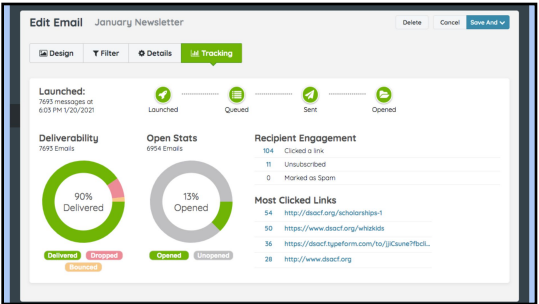 Edit Email January Newsletter
Delete Cancel Save And
Design Filter Details Tracking
Launched:
7693 messages at
6:03 PM 1/20/2021
Launched Queued Sent Opened
Deliverability
7693 Emails
90%
Delivered
Delivered Dropped
Bounced
Open Stats
6954 Emails
13%
Opened
Opened Unopened
Recipient Engagement
104 Clicked a link
11 Unsubscribed
0 Marked as Spam
Most Clicked Links
54 http://dsacf.org/scholarships-1
50 https://www.dsacf.org/whizkids
36 https://dsacf.typeform.com/to/jjiCsune?fbcli...
28 http://www.dsacf.org